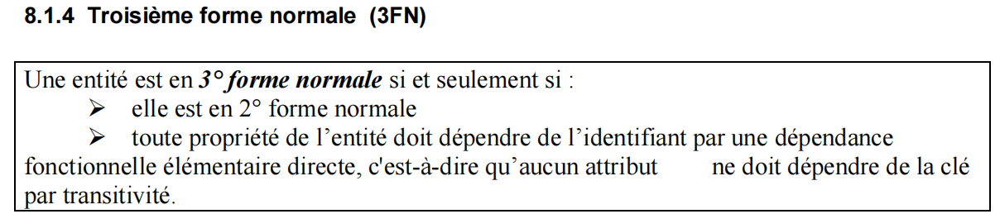 8.1.4 Troisième forme normale (3FN)
Une entité est en 3° forme normale si et seulement si :
➢ elle est en 2° forme normale
➢ toute propriété de l’entité doit dépendre de l’identifiant par une dépendance
fonctionnelle élémentaire directe, c'est-à-dire qu’aucun attribut ne doit dépendre de la clé
par transitivité.